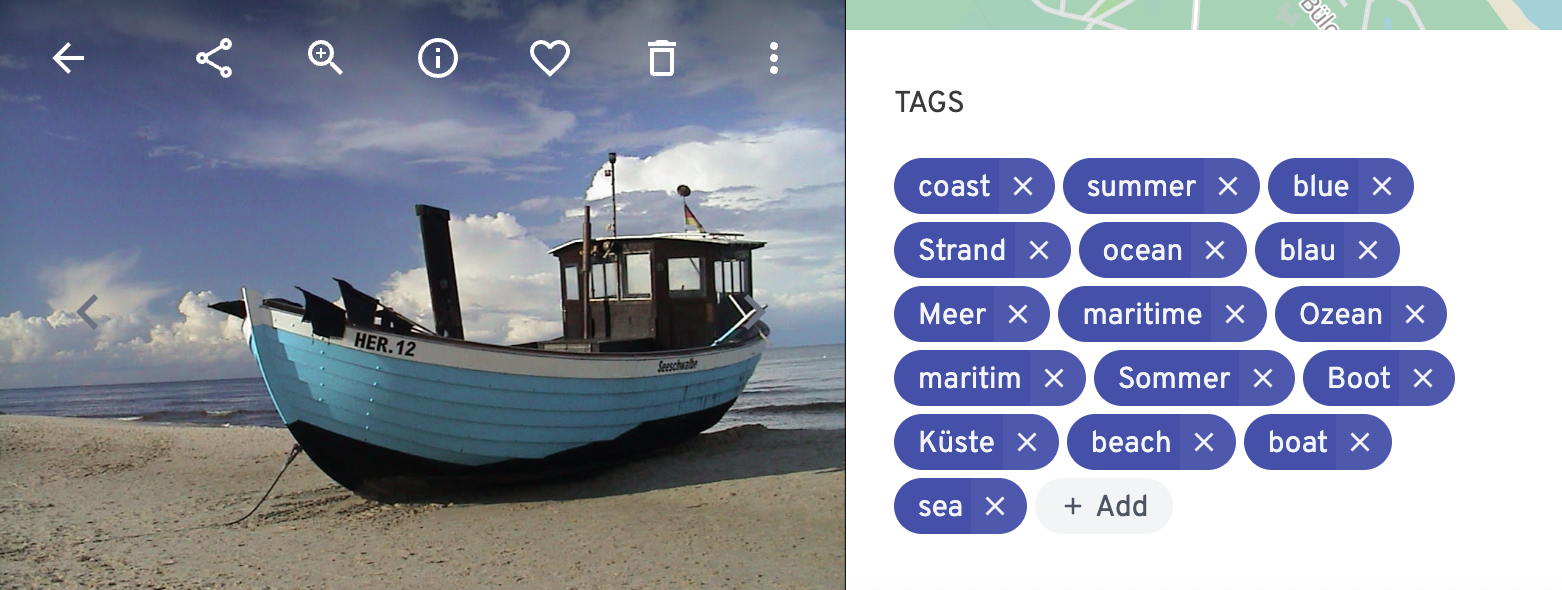 HER.12
Seeschwalbe
TAGS
coast summer blue
Strand ocean blau
Meer maritime Ozean
maritim Sommer Boot
Küste beach boat
sea + Add